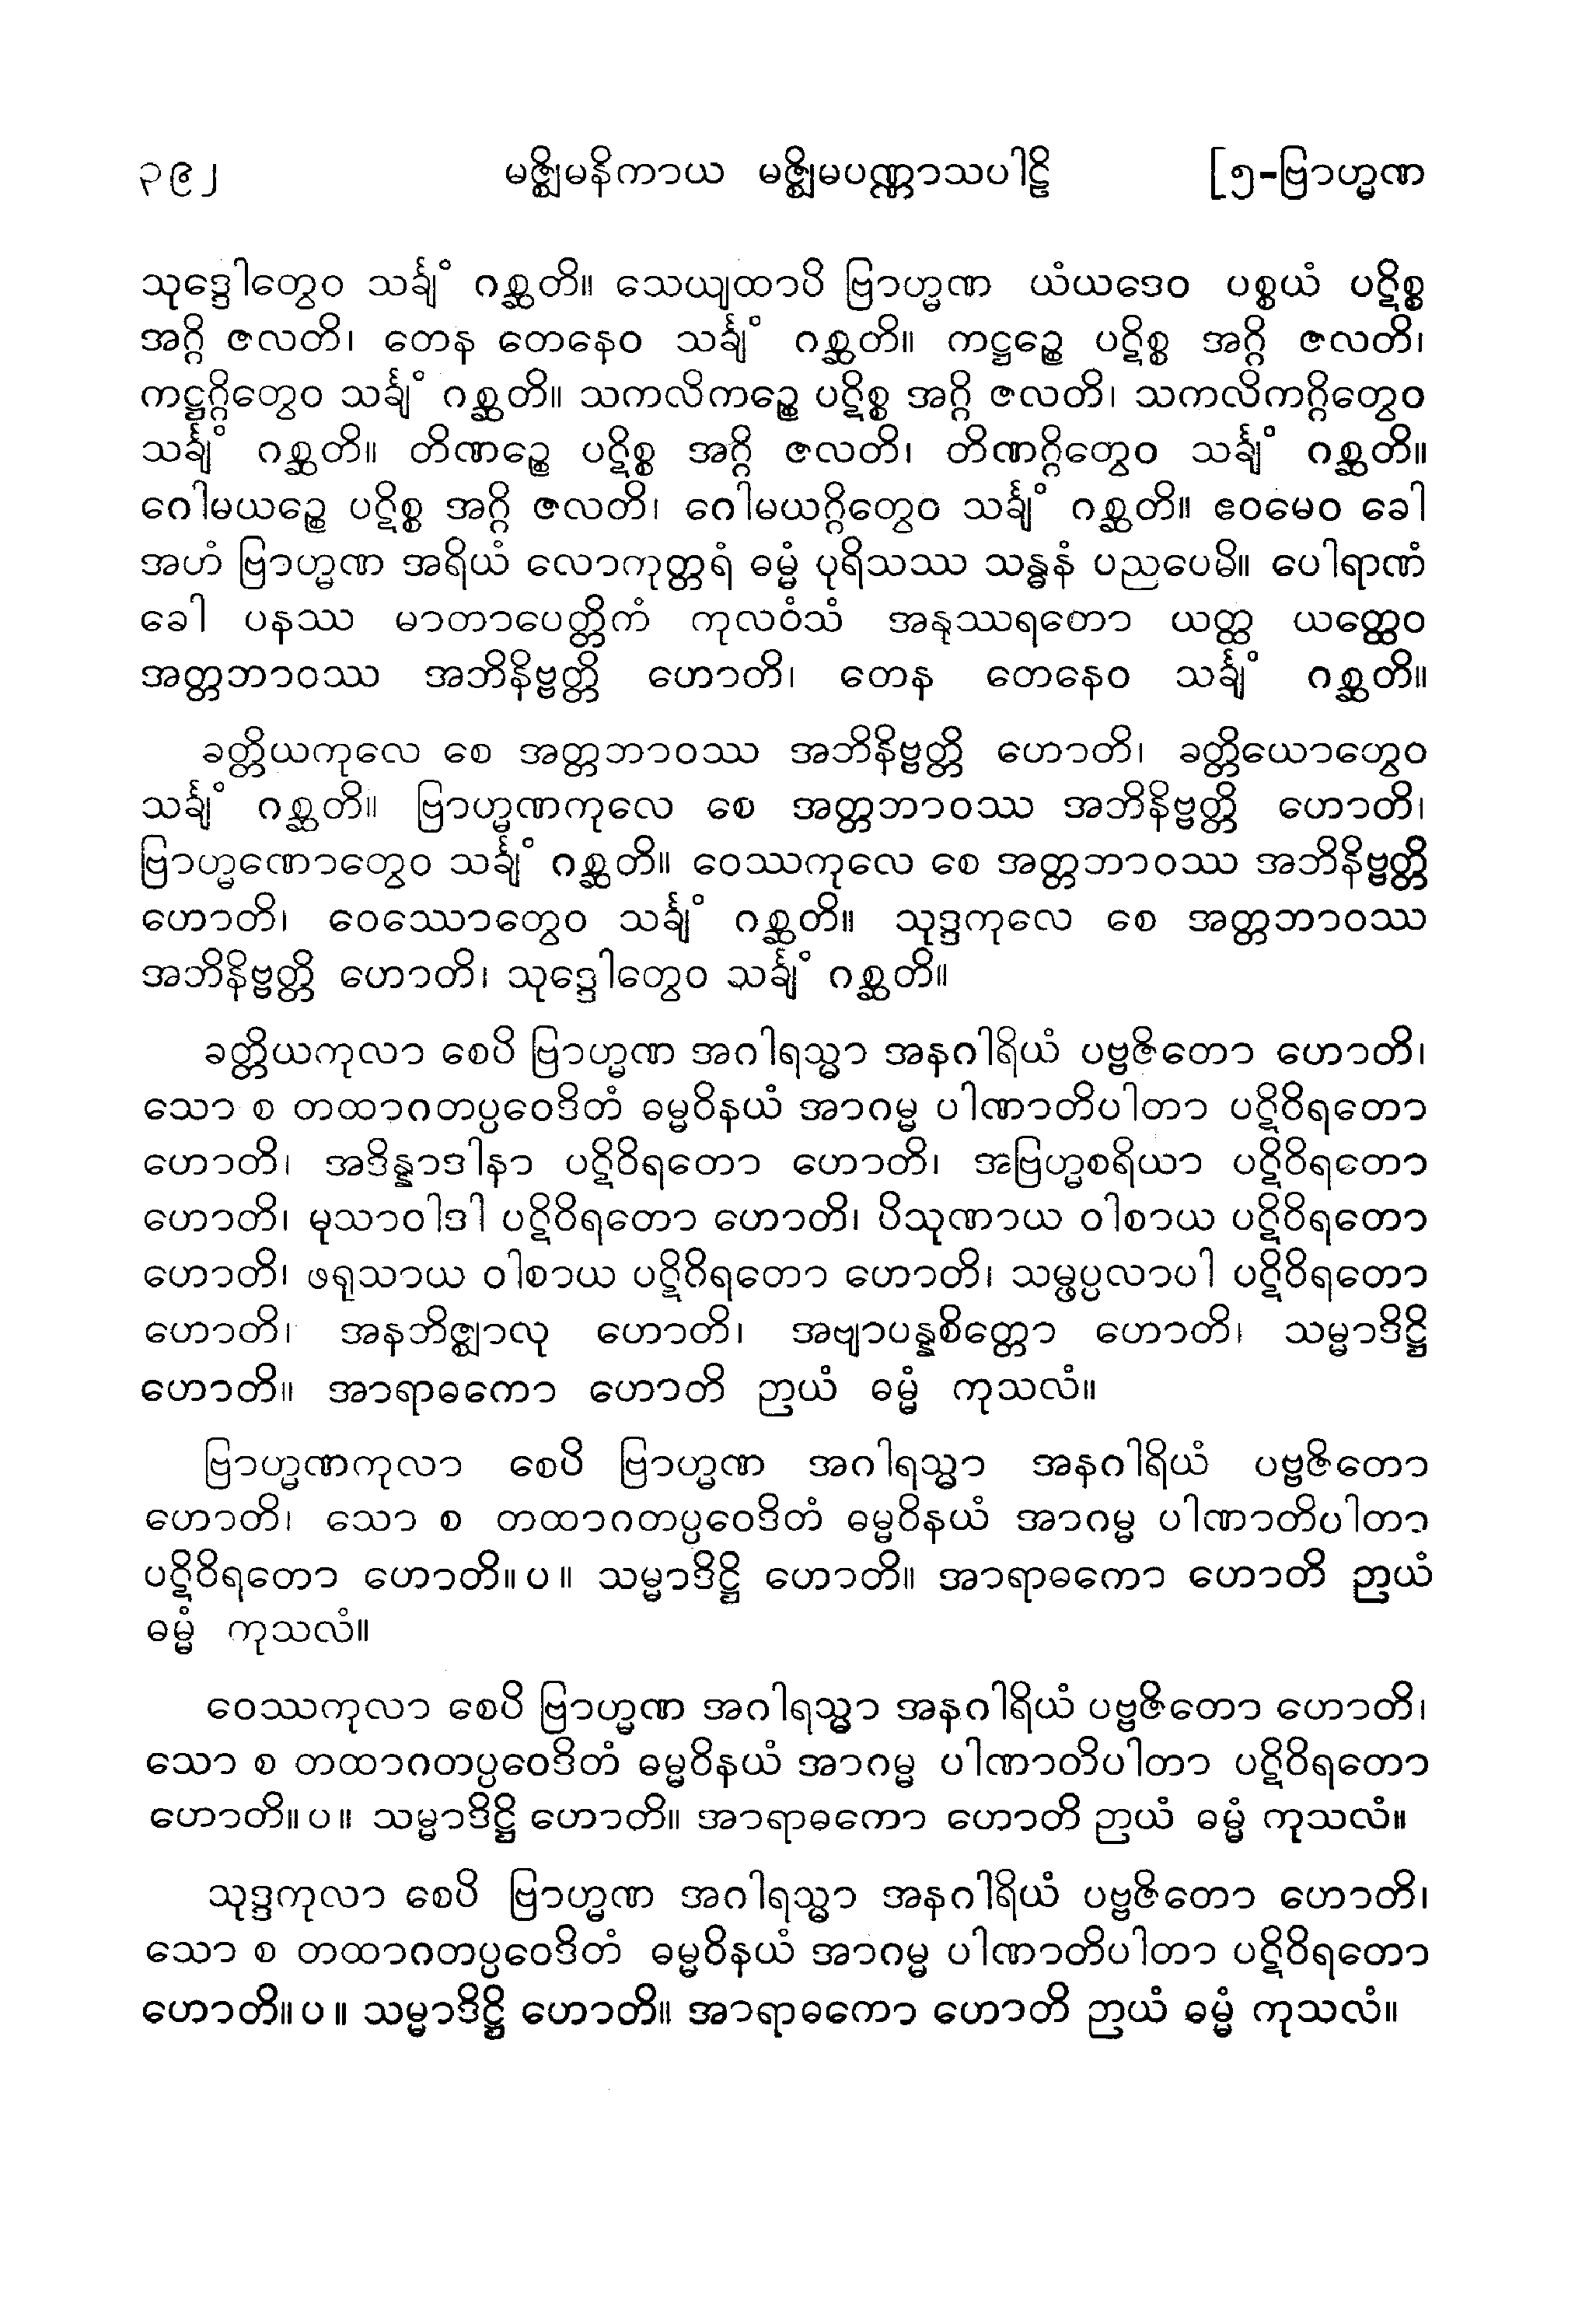 ၃၉၂ မဇ္ဈိမနိကာယ မဇ္ဈိမပဏ္ဏာသပါဠိ [၅-ဗြာဟ္မဏ
သုဒ္ဒေါတွေဝ သင်္ချံ ဂစ္ဆတိ။ သေယျထာပိ ဗြာဟ္မဏ ယံယဒေဝ ပစ္စယံ ပဋိစ္စ
အဂ္ဂိ ဇလတိ၊ တေန တေနေဝ သင်္ချံ ဂစ္ဆတိ။ ကဋ္ဌဉ္စေ ပဋိစ္စ အဂ္ဂိ ဇလတိ၊
ကဋ္ဌဂ္ဂိတွေဝ သင်္ချံ ဂစ္ဆတိ။ သကလိကဉ္စေ ပဋိစ္စ အဂ္ဂိ ဇလတိ၊ သကလိကဂ္ဂိတွေဝ
သင်္ချံ ဂစ္ဆတိ။ တိဏဉ္စေ ပဋိစ္စ အဂ္ဂိ ဇလတိ၊ တိဏဂ္ဂိတွေဝ သင်္ချံ ဂစ္ဆတိ။
ဂေါမယဉ္စေ ပဋိစ္စ အဂ္ဂိ ဇလတိ၊ ဂေါမယဂ္ဂိတွေဝ သင်္ချံ ဂစ္ဆတိ။ ဧဝမေဝ ခေါ
အဟံ ဗြာဟ္မဏ အရိယံ လောကုတ္တရံ ဓမ္မံ ပုရိသဿ သန္ဓနံ ပညပေမိ။ ပေါရာဏံ
ခေါ ပနဿ မာတာပေတ္တိကံ ကုလဝံသံ အနုဿရတော ယတ္ထ ယတ္ထေဝ
အတ္တဘာဝဿ အဘိနိဗ္ဗတ္တိ ဟောတိ၊ တေန တေနေဝ သင်္ချံ ဂစ္ဆတိ။
ခတ္တိယကုလေ စေ အတ္တဘာဝဿ အဘိနိဗ္ဗတ္တိ ဟောတိ၊ ခတ္တိယောတွေဝ
သင်္ချံ ဂစ္ဆတိ။ ဗြာဟ္မဏကုလေ စေ အတ္တဘာဝဿ အဘိနိဗ္ဗတ္တိ ဟောတိ၊
ဗြာဟ္မဏောတွေဝ သင်္ချံ ဂစ္ဆတိ။ ဝေဿကုလေ စေ အတ္တဘာဝဿ အဘိနိဗ္ဗတ္တိ
ဟောတိ၊ ဝေဿောတွေဝ သင်္ချံ ဂစ္ဆတိ။ သုဒ္ဒကုလေ စေ အတ္တဘာဝဿ
အဘိနိဗ္ဗတ္တိ ဟောတိ၊ သုဒ္ဒေါတွေဝ သင်္ချံ ဂစ္ဆတိ။
ခတ္တိယကုလာ စေပိ ဗြာဟ္မဏ အဂါရသ္မာ အနဂါရိယံ ပဗ္ဗဇိတော ဟောတိ၊
သော စ တထာဂတပ္ပဝေဒိတံ ဓမ္မဝိနယံ အာဂမ္မ ပါဏာတိပါတာ ပဋိဝိရတော
ဟောတိ၊ အဒိန္နာဒါနာ ပဋိဝိရတော ဟောတိ၊ အဗြဟ္မစရိယာ ပဋိဝိရတော
ဟောတိ၊ မုသာဝါဒါ ပဋိဝိရတော ဟောတိ၊ ပိသုဏာယ ဝါစာယ ပဋိဝိရတော
ဟောတိ၊ ဖရုသာယ ဝါစာယ ပဋိဝိရတော ဟောတိ၊ သမ္ဖပ္ပလာပါ ပဋိဝိရတော
ဟောတိ၊ အနဘိဇ္ဈာလု ဟောတိ၊ အဗျာပန္နစိတ္တော ဟောတိ၊ သမ္မာဒိဋ္ဌိ
ဟောတိ။ အာရာဓကော ဟောတိ ဉာယံ ဓမ္မံ ကုသလံ။
ဗြာဟ္မဏကုလာ စေပိ ဗြာဟ္မဏ အဂါရသ္မာ အနဂါရိယံ ပဗ္ဗဇိတော
ဟောတိ၊ သော စ တထာဂတပ္ပဝေဒိတံ ဓမ္မဝိနယံ အာဂမ္မ ပါဏာတိပါတာ
ပဋိဝိရတော ဟောတိ။ပ။ သမ္မာဒိဋ္ဌိ ဟောတိ။ အာရာဓကော ဟောတိ ဉာယံ
ဓမ္မံ ကုသလံ။
ဝေဿကုလာ စေပိ ဗြာဟ္မဏ အဂါရသ္မာ အနဂါရိယံ ပဗ္ဗဇိတော ဟောတိ၊
သော စ တထာဂတပ္ပဝေဒိတံ ဓမ္မဝိနယံ အာဂမ္မ ပါဏာတိပါတာ ပဋိဝိရတော
ဟောတိ။ပ။ သမ္မာဒိဋ္ဌိ ဟောတိ။ အာရာဓကော ဟောတိ ဉာယံ ဓမ္မံ ကုသလံ။
သုဒ္ဒကုလာ စေပိ ဗြာဟ္မဏ အဂါရသ္မာ အနဂါရိယံ ပဗ္ဗဇိတော ဟောတိ၊
သော စ တထာဂတပ္ပဝေဒိတံ ဓမ္မဝိနယံ အာဂမ္မ ပါဏာတိပါတာ ပဋိဝိရတော
ဟောတိ။ပ။ သမ္မာဒိဋ္ဌိ ဟောတိ။ အာရာဓကော ဟောတိ ဉာယံ ဓမ္မံ ကုသလံ။